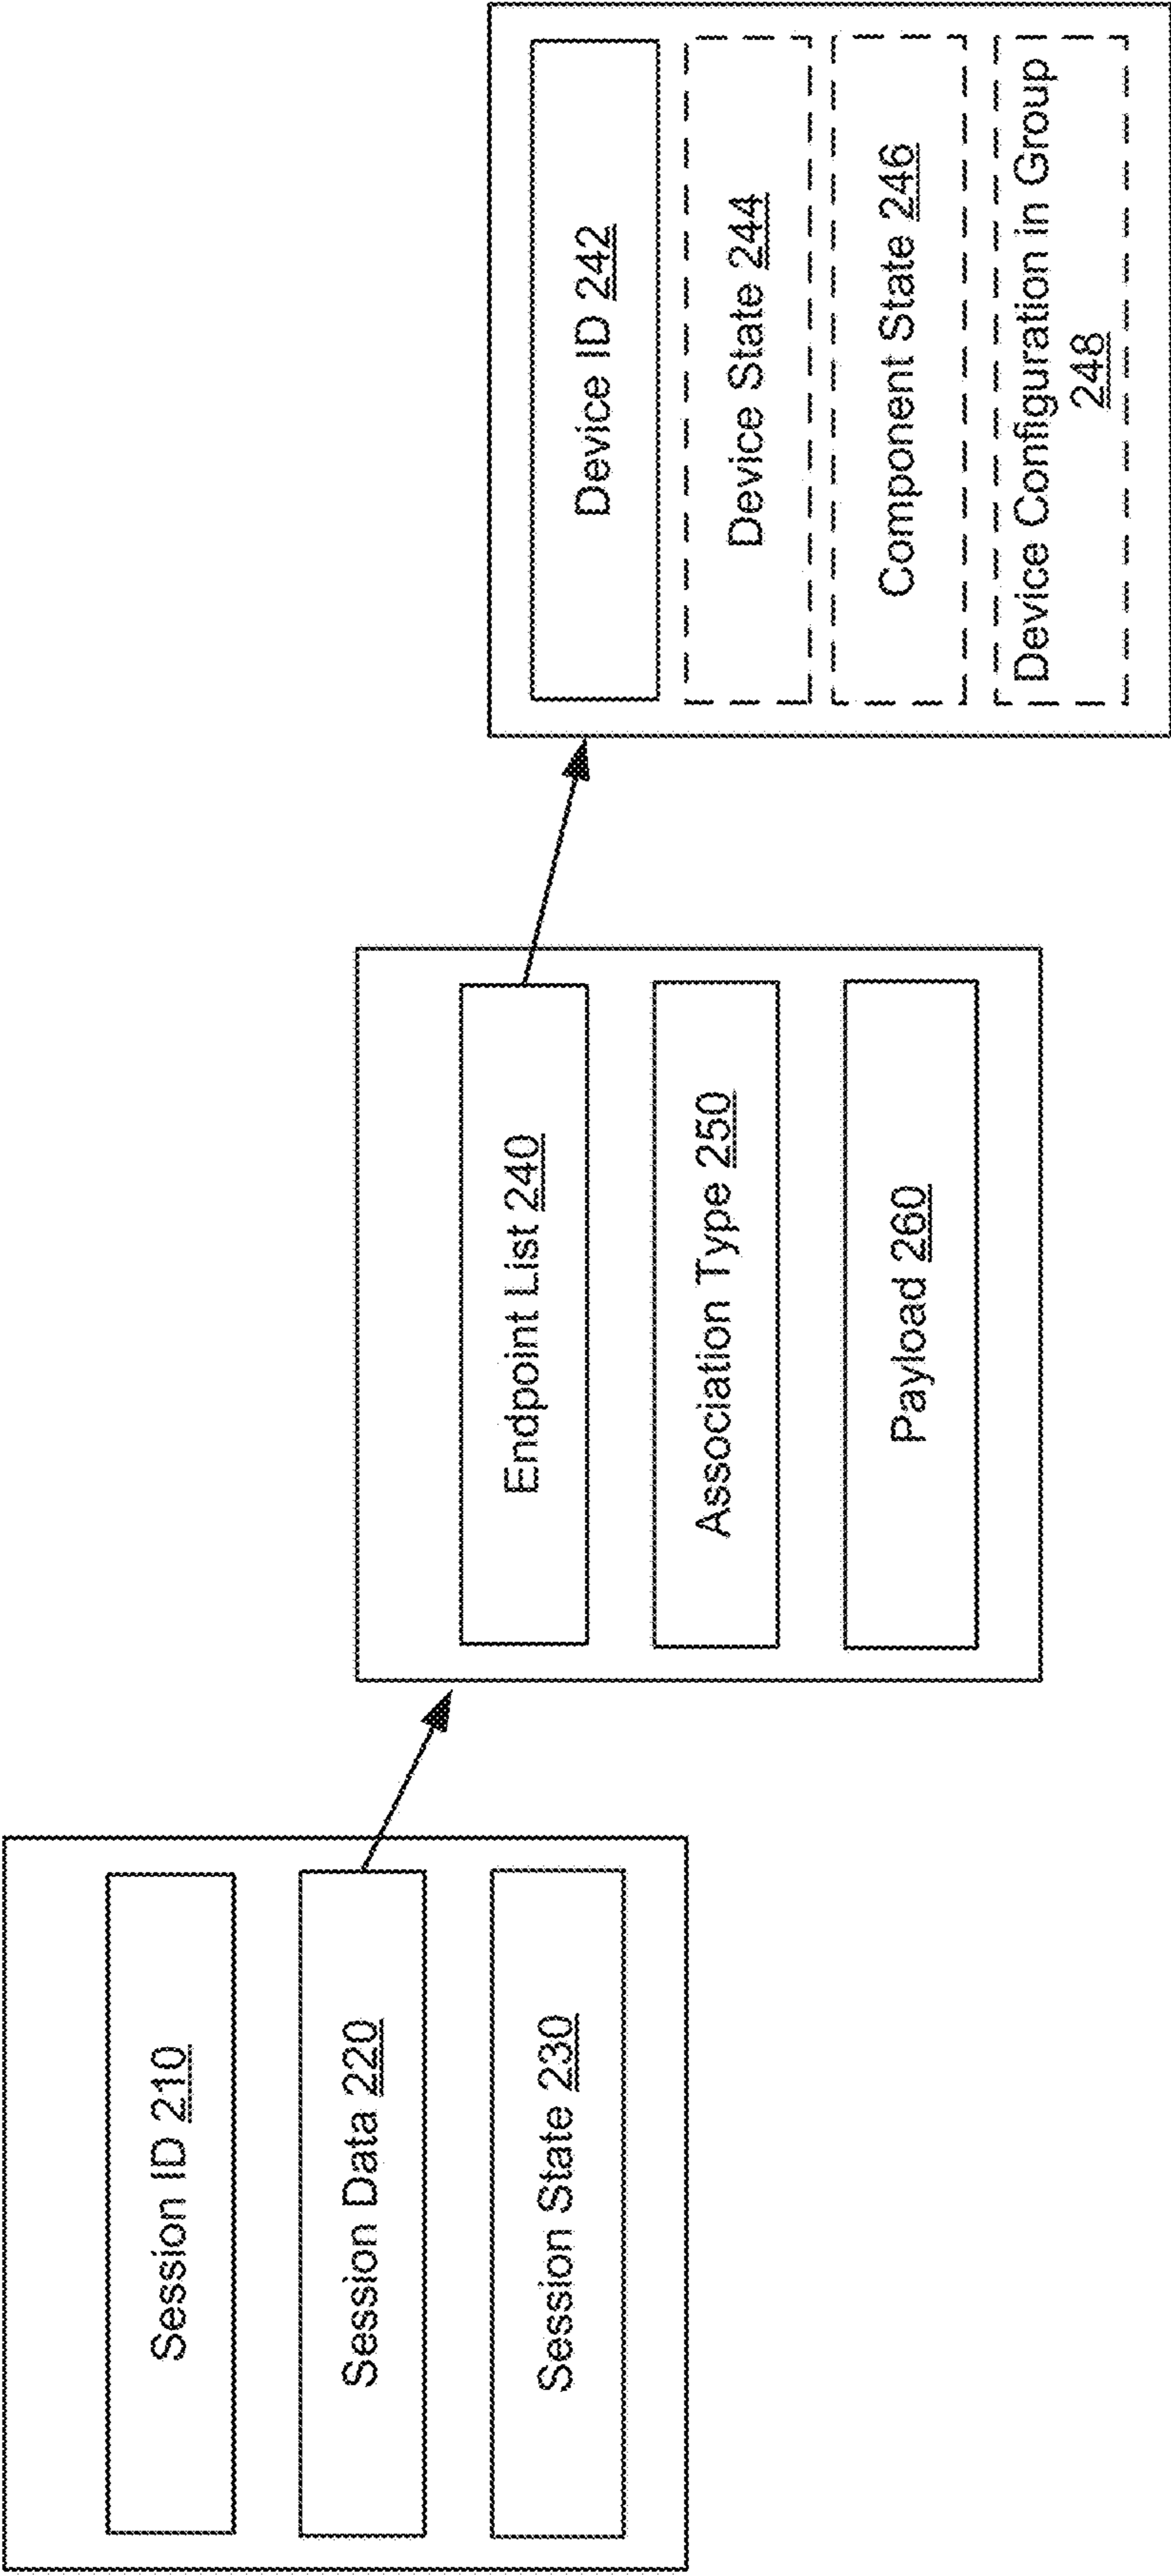 Session ID 210
Session Data 220
Session State 230
Endpoint List 240
Association Type 250
Payload 260
Device ID 242
Device State 244
Component State 246
Device Configuration in Group
248